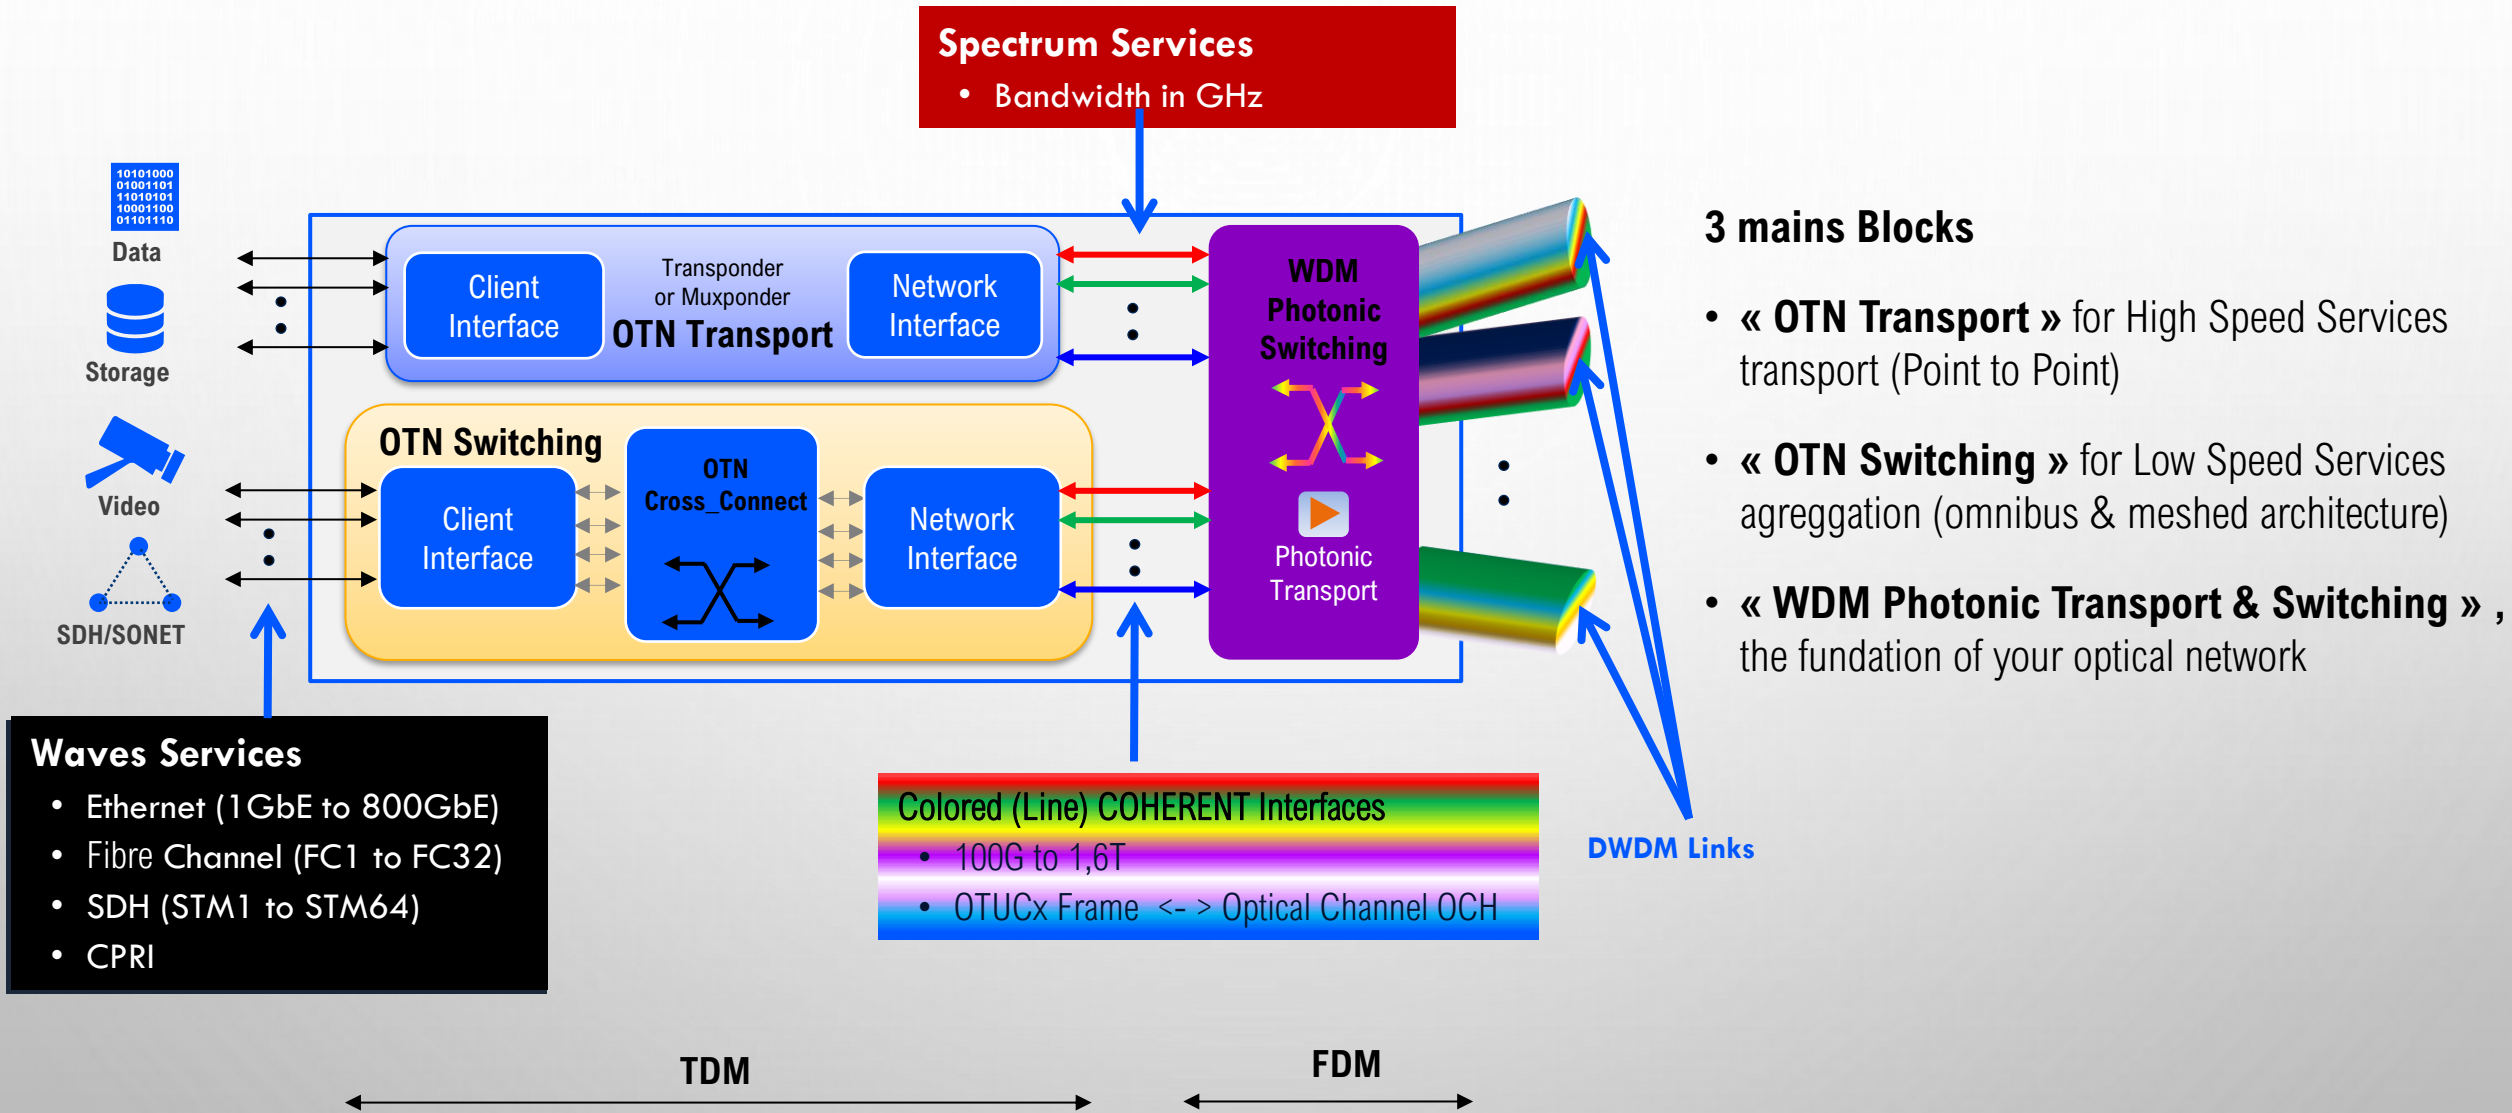 Spectrum Services
• Bandwidth in GHz
10101000
01001101
11010101
10001100
01101110
Data
Storage
Video
SDH/SONET
Client
Interface
Transponder
or Muxponder
OTN Transport
Network
Interface
OTN Switching
Client
Interface
OTN
Cross_Connect
Network
Interface
WDM
Photonic
Switching
Photonic
Transport
3 mains Blocks
• « OTN Transport » for High Speed Services
transport (Point to Point)
• « OTN Switching » for Low Speed Services
agreggation (omnibus & meshed architecture)
• « WDM Photonic Transport & Switching » ,
the fundation of your optical network
Waves Services
• Ethernet (1GbE to 800GbE)
• Fibre Channel (FC1 to FC32)
• SDH (STM1 to STM64)
• CPRI
Colored (Line) COHERENT Interfaces
• 100G to 1,6T
• OTUCx Frame <- > Optical Channel OCH
DWDM Links
TDM
FDM